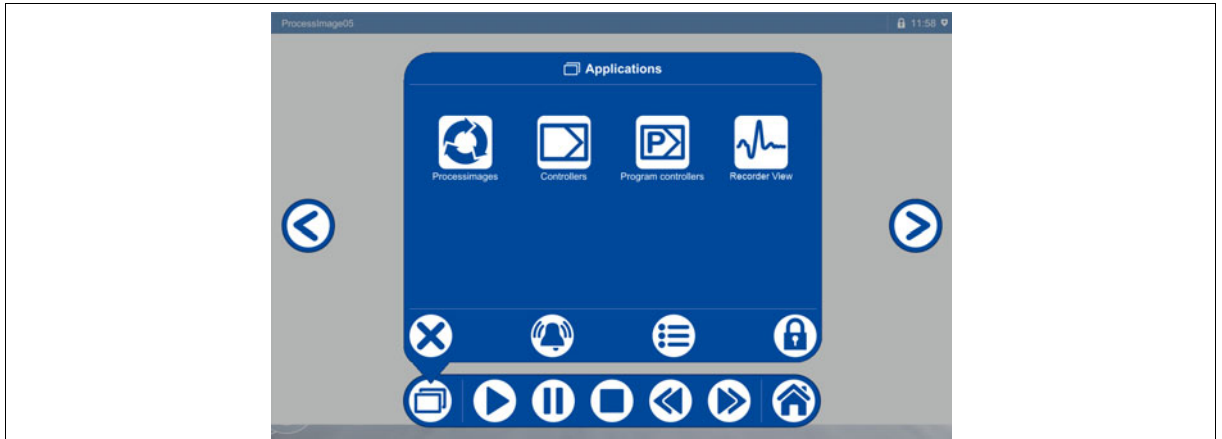 ProcessImage05
11:58
Applications
Processimages
Controllers
P
Program controllers
Recorder View